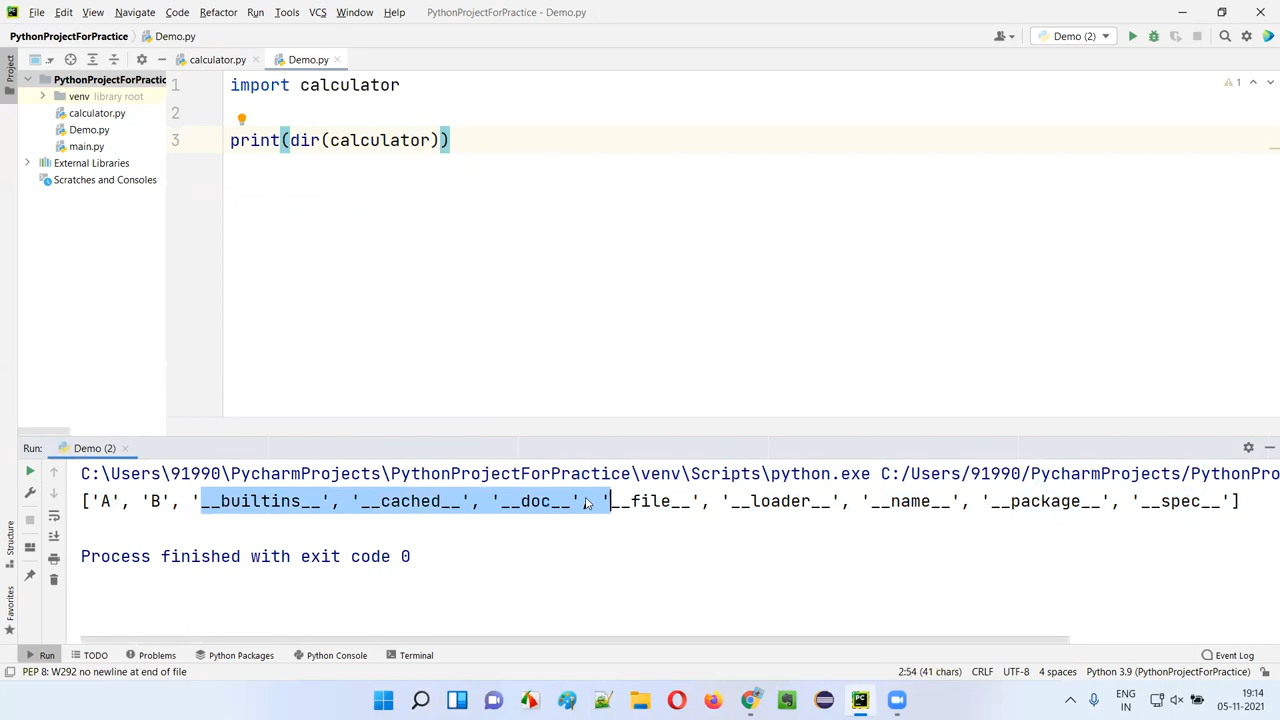 File Edit View Navigate Code Refactor Run Tools VCS Window Help PythonProjectForPractice - Demo.py
PythonProjectForPractice Demo.py Demo (2)
Project
calculator.py Demo.py
PythonProjectForPractic
venv library root
calculator.py
Demo.py
main.py
External Libraries
Scratches and Consoles
1 import calculator
2
3 print(dir(calculator))
1
Run: Demo (2)
C:\Users\91990\PycharmProjects\PythonProjectForPractice\venv\Scripts\python.exe C:/Users/91990/PycharmProjects/PythonPro
['A', 'B', '__builtins__', '__cached__', '__doc__', '__file__', '__loader__', '__name__', '__package__', '__spec__']
Process finished with exit code 0
Structure
Favorites
Run TODO Problems Python Packages Python Console Terminal Event Log
PEP 8: W292 no newline at end of file 2:54 (41 chars) CRLF UTF-8 4 spaces Python 3.9 (PythonProjectForPractice)
ENG
IN
19:14
05-11-2021